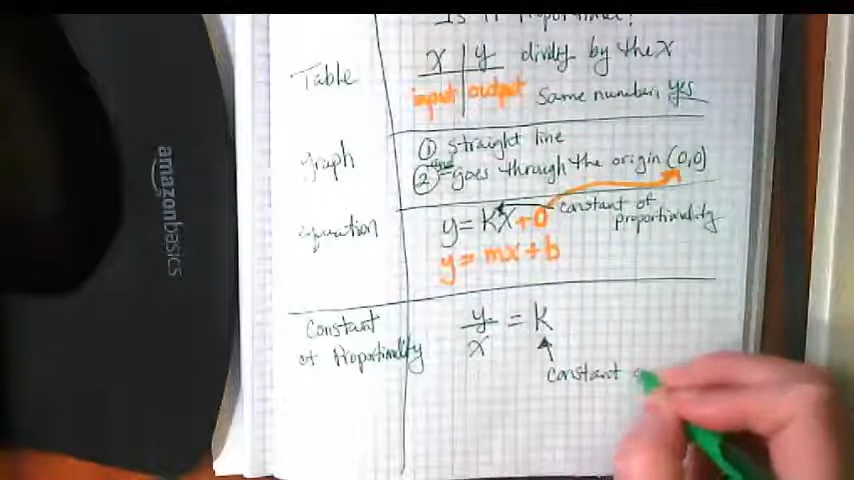 Is it Proportional?
Table
x | y divide by the x
input output Same number, yes
graph
① straight line
and
② goes through the origin (0,0)
Equation
y = kx + 0 constant of
proportionality
y = mx + b
Constant
of Proportionality
y/x = k
constant o
amazonbasics